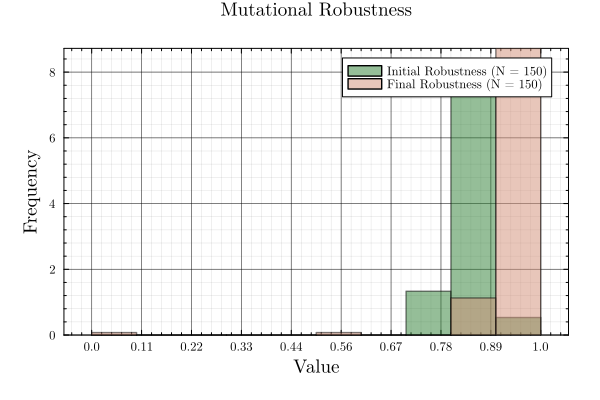 Mutational Robustness
Initial Robustness (N = 150)
Final Robustness (N = 150)
Frequency
8
6
4
2
0
0.0 0.11 0.22 0.33 0.44 0.56 0.67 0.78 0.89 1.0
Value